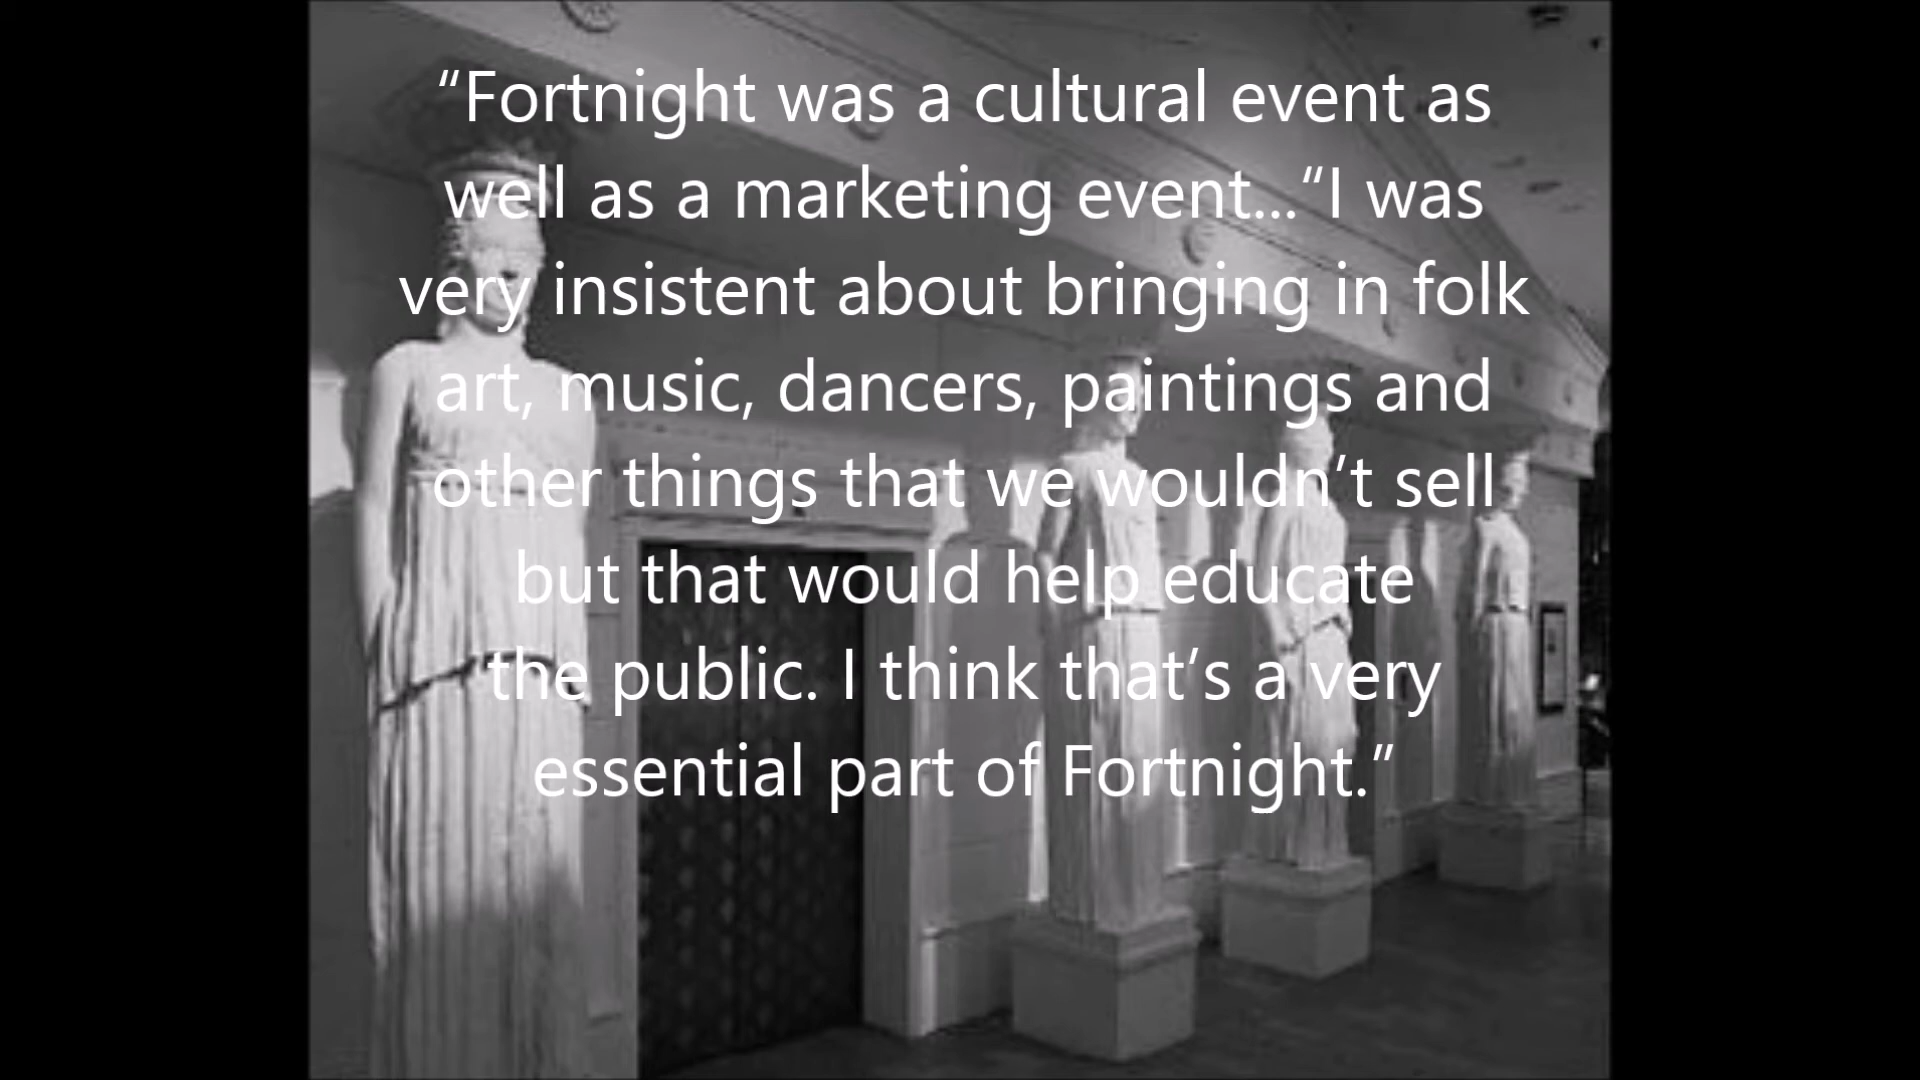 “Fortnight was a cultural event as
well as a marketing event...“I was
very insistent about bringing in folk
art, music, dancers, paintings and
other things that we wouldn’t sell
but that would help educate
the public. I think that’s a very
essential part of Fortnight.”